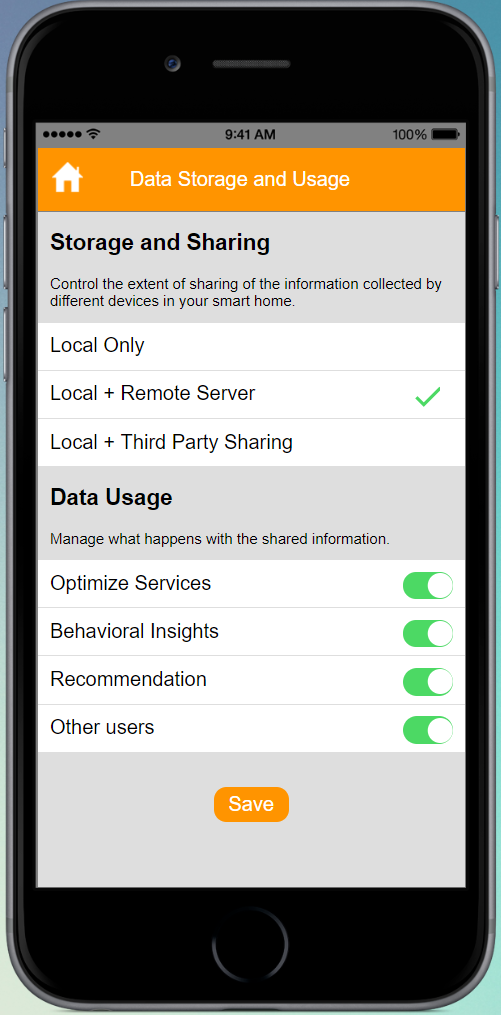 9:41 AM 100%
Data Storage and Usage
Storage and Sharing
Control the extent of sharing of the information collected by
different devices in your smart home.
Local Only
Local + Remote Server
Local + Third Party Sharing
Data Usage
Manage what happens with the shared information.
Optimize Services
Behavioral Insights
Recommendation
Other users
Save